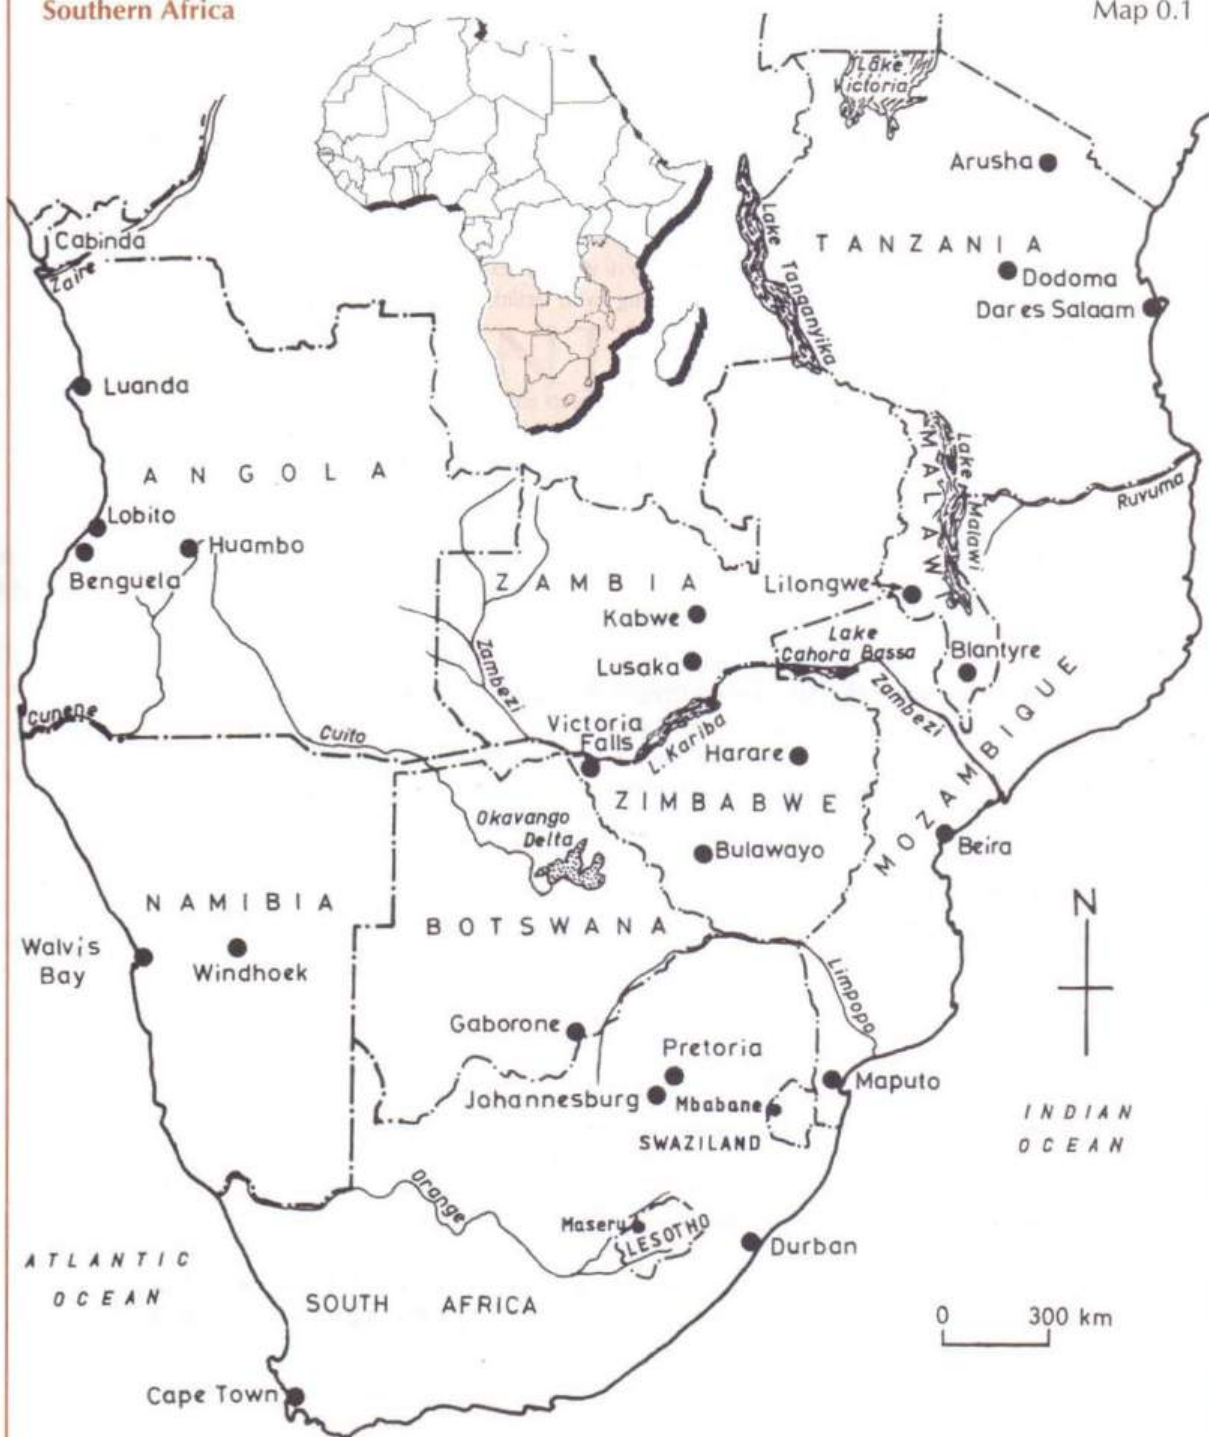 Southern Africa
Map 0.1
Lake
Victoria
Arusha
Cabinda
Zaire
Lake Tanganyika
TANZANIA
Dodoma
Dar es Salaam
Luanda
ANGOLA
MALAWI
Lake Malawi
Ruvuma
Lobito
Huambo
Benguela
ZAMBIA
Lilongwe
Kabwe
Lake
Cahora Bassa
Blantyre
Lusaka
Zambezi
Zambezi
MOZAMBIQUE
Cunene
Cuito
Victoria
Falls
L. Kariba
Harare
ZIMBABWE
Okavango
Delta
Bulawayo
Beira
NAMIBIA
BOTSWANA
N
Walvis
Bay
Windhoek
Limpopo
Gaborone
Pretoria
Johannesburg
Mbabane
Maputo
SWAZILAND
INDIAN
OCEAN
Orange
Maseru
LESOTHO
Durban
ATLANTIC
OCEAN
SOUTH AFRICA
0 300 km
Cape Town